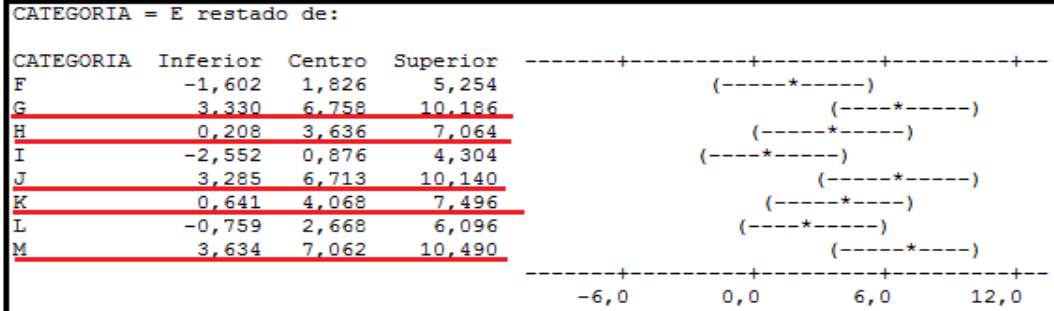 CATEGORIA = E restado de:
CATEGORIA Inferior Centro Superior -------+---------+---------+---------+--
F -1,602 1,826 5,254 (-----*-----)
G 3,330 6,758 10,186 (----*-----)
H 0,208 3,636 7,064 (-----*-----)
I -2,552 0,876 4,304 (----*-----)
J 3,285 6,713 10,140 (-----*-----)
K 0,641 4,068 7,496 (-----*----)
L -0,759 2,668 6,096 (----*-----)
M 3,634 7,062 10,490 (-----*----)
-------+---------+---------+---------+--
-6,0 0,0 6,0 12,0